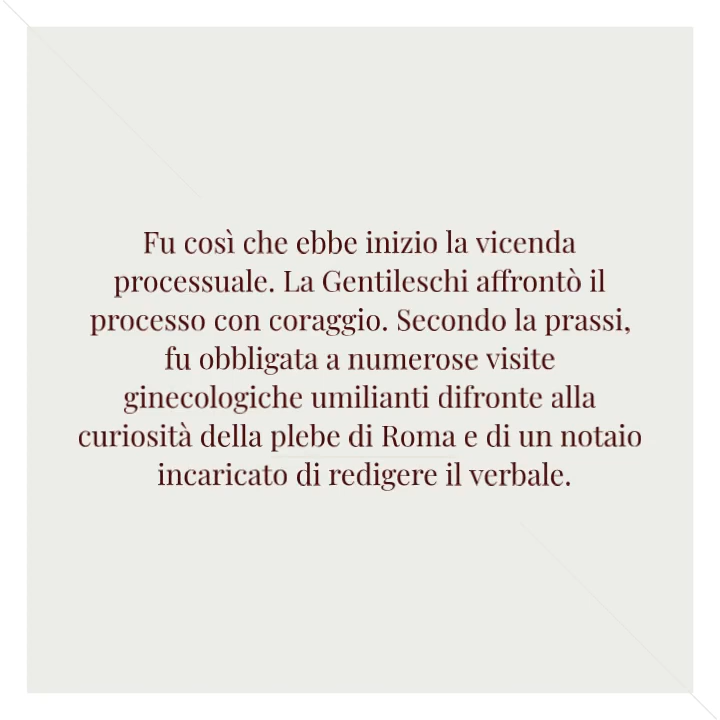 Fu così che ebbe inizio la vicenda
processuale. La Gentileschi affrontò il
processo con coraggio. Secondo la prassi,
fu obbligata a numerose visite
ginecologiche umilianti difronte alla
curiosità della plebe di Roma e di un notaio
incaricato di redigere il verbale.